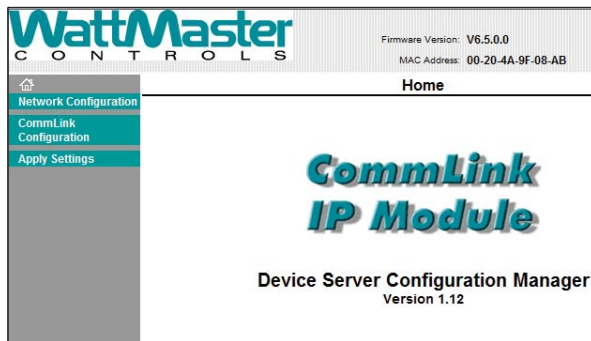 WattMaster
CONTROLS
Firmware Version: V6.5.0.0
MAC Address: 00-20-4A-9F-08-AB
Home
Network Configuration
CommLink
Configuration
Apply Settings
CommLink
IP Module
Device Server Configuration Manager
Version 1.12